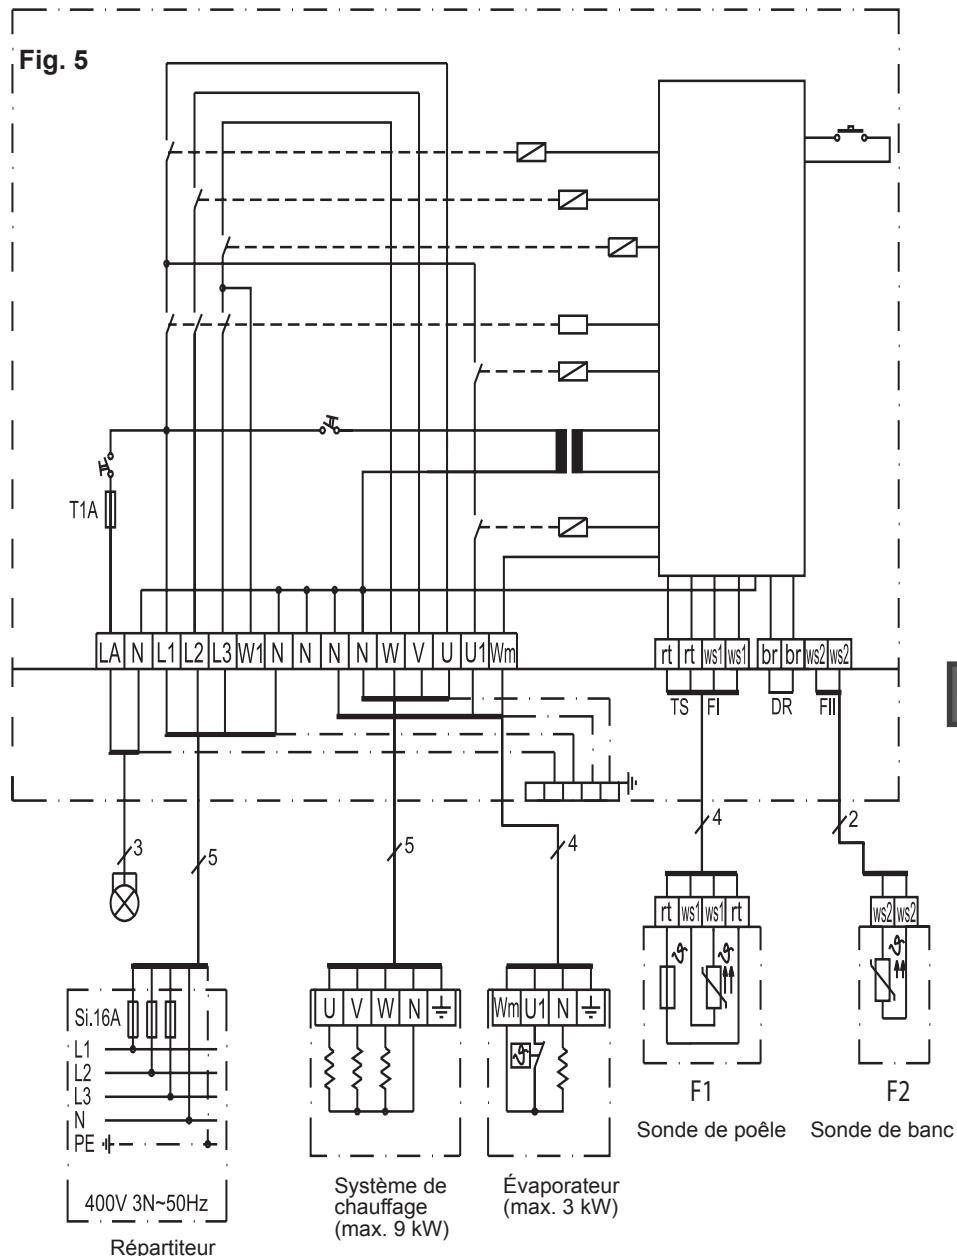 Fig. 5
T1A
LA N L1 L2 L3 W1 N N N N W V U U1 Wm
rt rt ws1 ws1 br br ws2 ws2
TS FI DR FII
3
5
5
4
4
2
rt ws1 ws1 rt
ws2 ws2
ϑ
ϑ
ϑ
Si.16A
L1
L2
L3
N
PE
400V 3N~50Hz
Répartiteur
U V W N
Système de
chauffage
(max. 9 kW)
Wm U1 N
ϑ
Évaporateur
(max. 3 kW)
F1
Sonde de poêle
F2
Sonde de banc